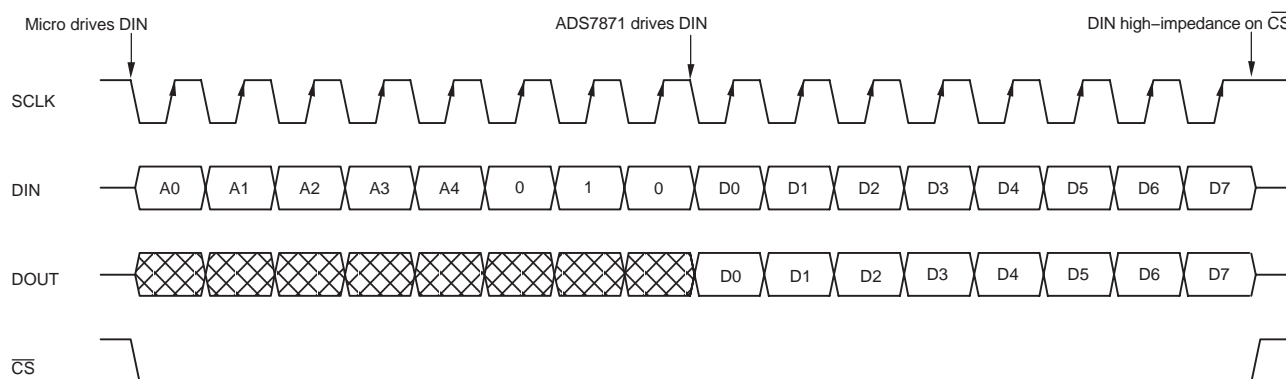 Micro drives DIN ADS7871 drives DIN DIN high−impedance on CS
SCLK
DIN A0 A1 A2 A3 A4 0 1 0 D0 D1 D2 D3 D4 D5 D6 D7
DOUT D0 D1 D2 D3 D4 D5 D6 D7
CS